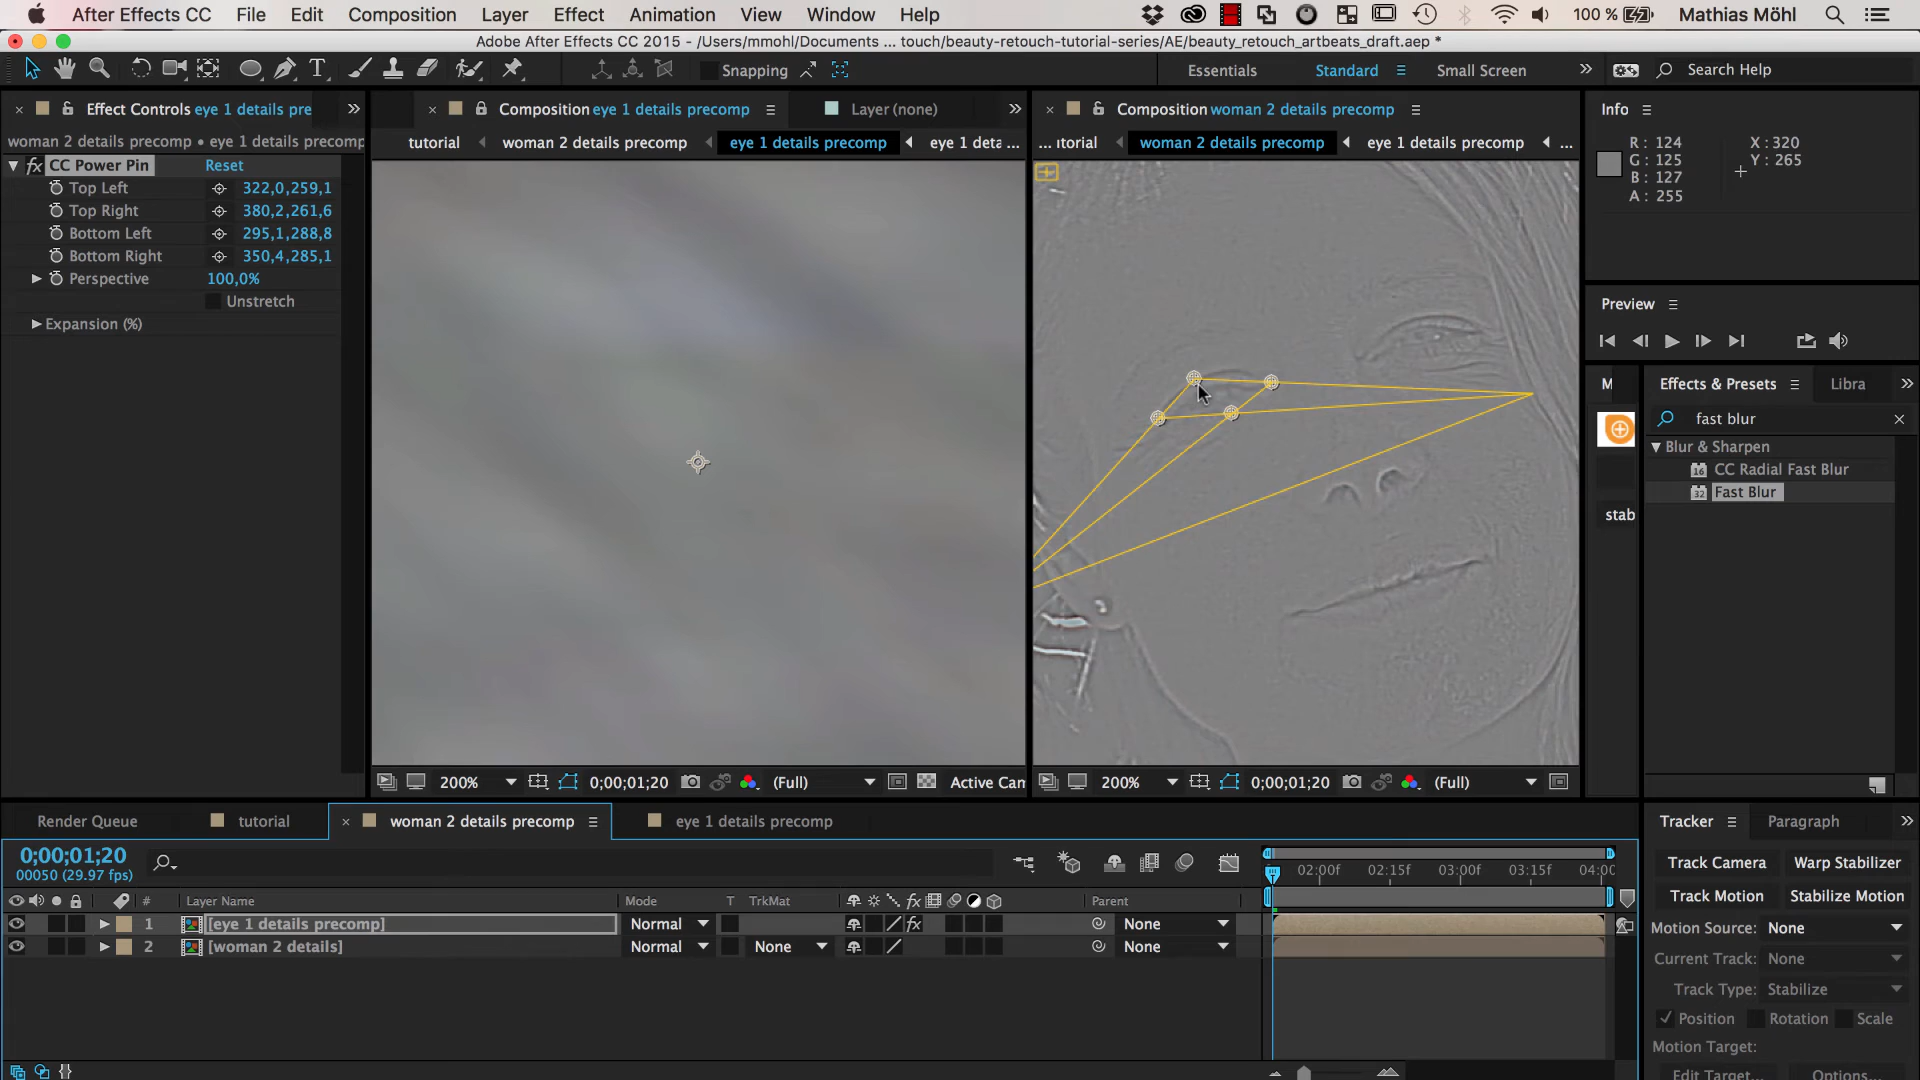 After Effects CC File Edit Composition Layer Effect Animation View Window Help 100 % Mathias Möhl
Adobe After Effects CC 2015 - /Users/mmohl/Documents ... touch/beauty-retouch-tutorial-series/AE/beauty_retouch_artbeats_draft.aep *
Snapping Essentials Standard Small Screen Search Help
Effect Controls eye 1 details pre
Composition eye 1 details precomp
Layer (none)
Composition woman 2 details precomp
Info
woman 2 details precomp • eye 1 details precomp
tutorial woman 2 details precomp eye 1 details precomp eye 1 deta... ...
... utorial woman 2 details precomp eye 1 details precomp ...
R : 124
G : 125
B : 127
A : 255
X : 320
Y : 265
fx CC Power Pin Reset
Top Left 322,0,259,1
Top Right 380,2,261,6
Bottom Left 295,1,288,8
Bottom Right 350,4,285,1
Perspective 100,0%
Unstretch
Expansion (%)
Preview
M
Effects & Presets
Libra
fast blur
Blur & Sharpen
16 CC Radial Fast Blur
32 Fast Blur
stab
200% 0;00;01;20 (Full) Active Can
200% 0;00;01;20 (Full)
Render Queue tutorial woman 2 details precomp eye 1 details precomp
Tracker Paragraph
0;00;01;20
00050 (29.97 fps)
02:00f 02:15f 03:00f 03:15f 04:00
Track Camera Warp Stabilizer
Track Motion Stabilize Motion
# Layer Name Mode T TrkMat fx Parent
1 [eye 1 details precomp] Normal fx None
2 [woman 2 details] Normal None None
Motion Source: None
Current Track: None
Track Type: Stabilize
Position Rotation Scale
Motion Target:
Edit Target... Options...